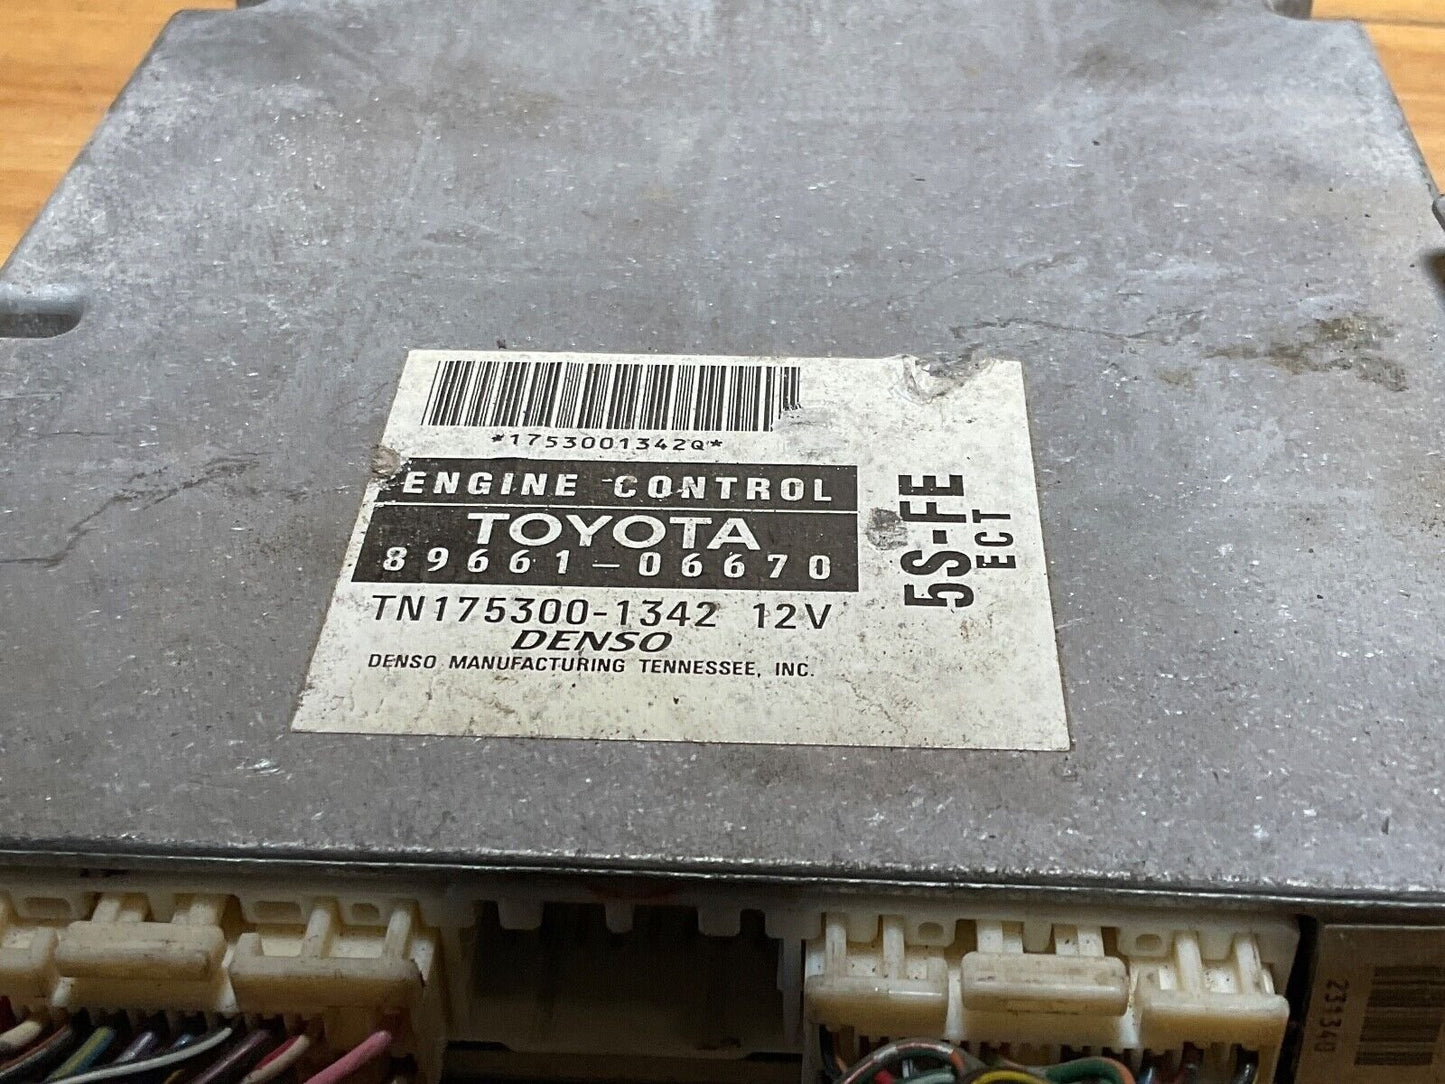 *1753001342Q*
ENGINE CONTROL
TOYOTA
89661-06670
TN175300-1342 12V
DENSO
DENSO MANUFACTURING TENNESSEE, INC.
5S-FE
ECT
231340